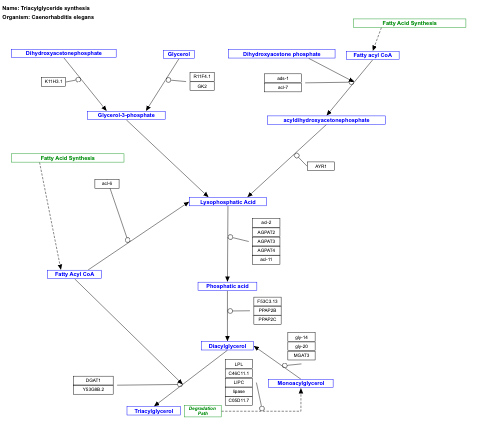 Name: Triacylglyceride synthesis
Organism: Caenorhabditis elegans
Fatty Acid Synthesis
Dihydroxyacetonephosphate
Glycerol
Dihydroxyacetone phosphate
Fatty acyl CoA
K11H3.1
R11F4.1
GK2
ads-1
acl-7
Glycerol-3-phosphate
acyldihydroxyacetonephosphate
Fatty Acid Synthesis
AYR1
acl-6
Lysophosphatic Acid
acl-2
AGPAT2
AGPAT3
AGPAT4
acl-11
Fatty Acyl CoA
Phosphatic acid
F53C3.13
PPAP2B
PPAP2C
Diacylglycerol
gly-14
gly-20
MGAT3
LPL
C46C11.1
LIPC
lipase
C05D11.7
DGAT1
Y53G8B.2
Monoacylglycerol
Triacylglycerol
Degradation
Path